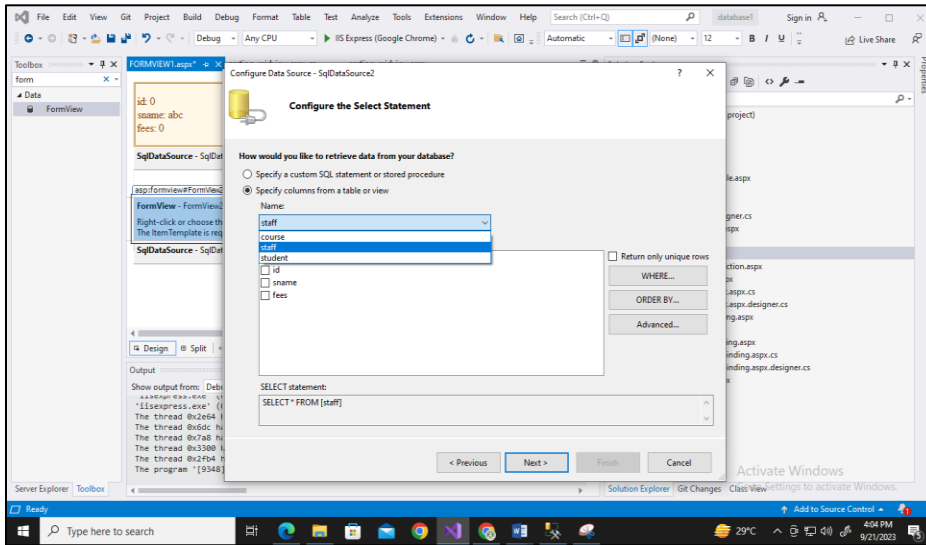 File Edit View Git Project Build Debug Format Table Test Analyze Tools Extensions Window Help Search (Ctrl+Q) database1 Sign in
Debug Any CPU IIS Express (Google Chrome) Automatic (None) 12 B I U Live Share
Toolbox
FORMVIEW1.aspx*
form
Data
FormView
id: 0
sname: abc
fees: 0
SqlDataSource - SqlDat
asp:formview#FormView2
FormView - FormView2
Right-click or choose th
The ItemTemplate is req
SqlDataSource - SqlDat
Design Split
Output
Show output from: Deb
'iisexpress.exe' (
The thread 0x2e64 h
The thread 0x6dc ha
The thread 0x7a8 ha
The thread 0x3300 h
The thread 0x2fb4 h
The program '[9348]
Configure Data Source - SqlDataSource2 ?
Configure the Select Statement
How would you like to retrieve data from your database?
Specify a custom SQL statement or stored procedure
Specify columns from a table or view
Name:
staff
course
staff
student
id
sname
fees
Return only unique rows
WHERE...
ORDER BY...
Advanced...
SELECT statement:
SELECT * FROM [staff]
< Previous Next > Finish Cancel
Properties
project)
le.aspx
gner.cs
spx
ction.aspx
.aspx.cs
.aspx.designer.cs
ng.aspx
ing.aspx
inding.aspx.cs
inding.aspx.designer.cs
Activate Windows
Settings to activate Windows.
Server Explorer Toolbox Solution Explorer Git Changes Class View
Ready Add to Source Control
Type here to search 29°C 4:04 PM
9/21/2023